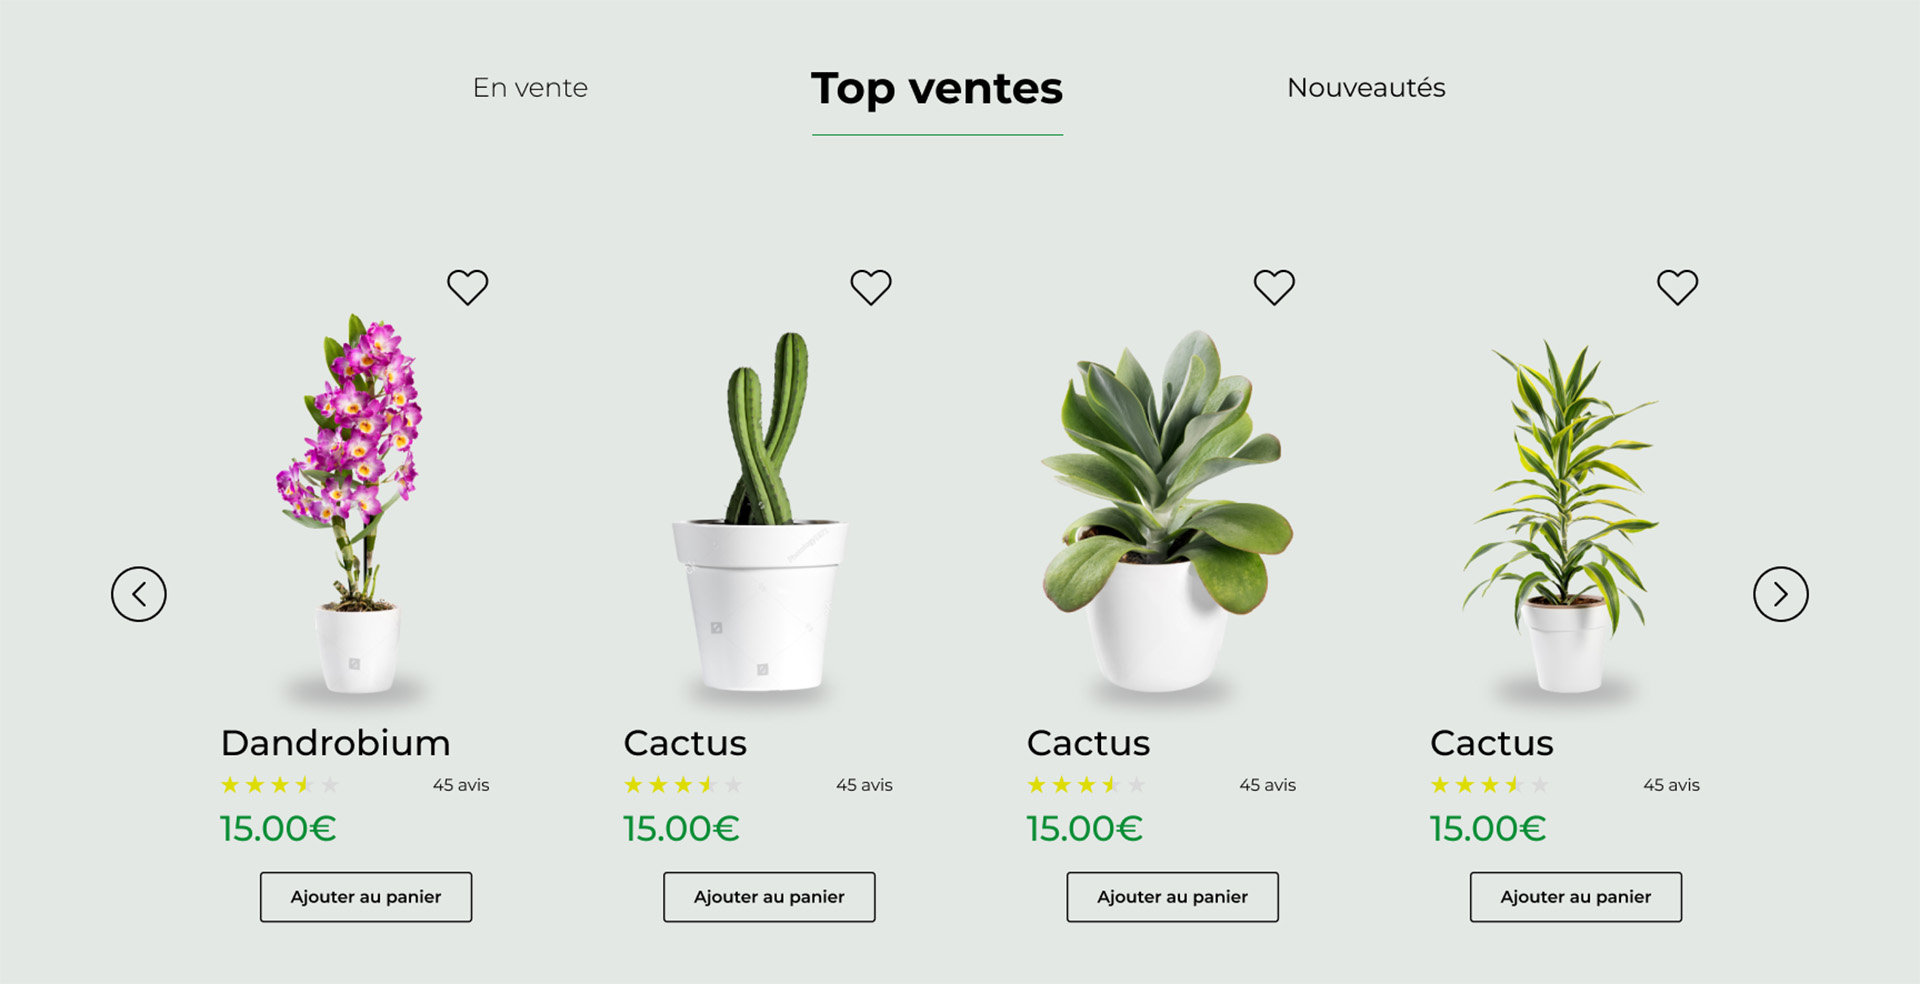 En vente
Top ventes
Nouveautés
Dandrobium
45 avis
15.00€
Ajouter au panier
Cactus
45 avis
15.00€
Ajouter au panier
Cactus
45 avis
15.00€
Ajouter au panier
Cactus
45 avis
15.00€
Ajouter au panier